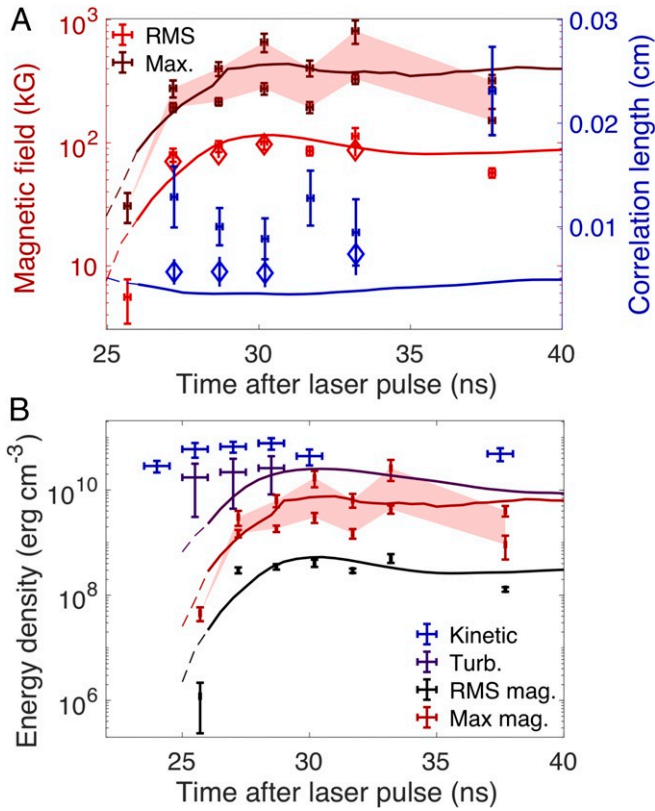 A
10³
RMS
Max.
10²
10
Magnetic field (kG)
0.03
0.02
0.01
0
Correlation length (cm)
25 30 35 40
Time after laser pulse (ns)
B
10¹⁰
10⁸
10⁶
Energy density (erg cm⁻³)
Kinetic
Turb.
RMS mag.
Max mag.
25 30 35 40
Time after laser pulse (ns)